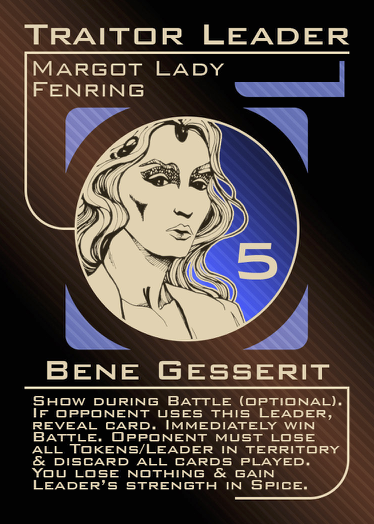 Traitor Leader
Margot Lady
Fenring
5
Bene Gesserit
Show during Battle (optional).
If opponent uses this Leader,
reveal card. Immediately win
Battle. Opponent must lose
all Tokens/Leader in territory
& discard all cards played.
You lose nothing & gain
Leader's strength in Spice.